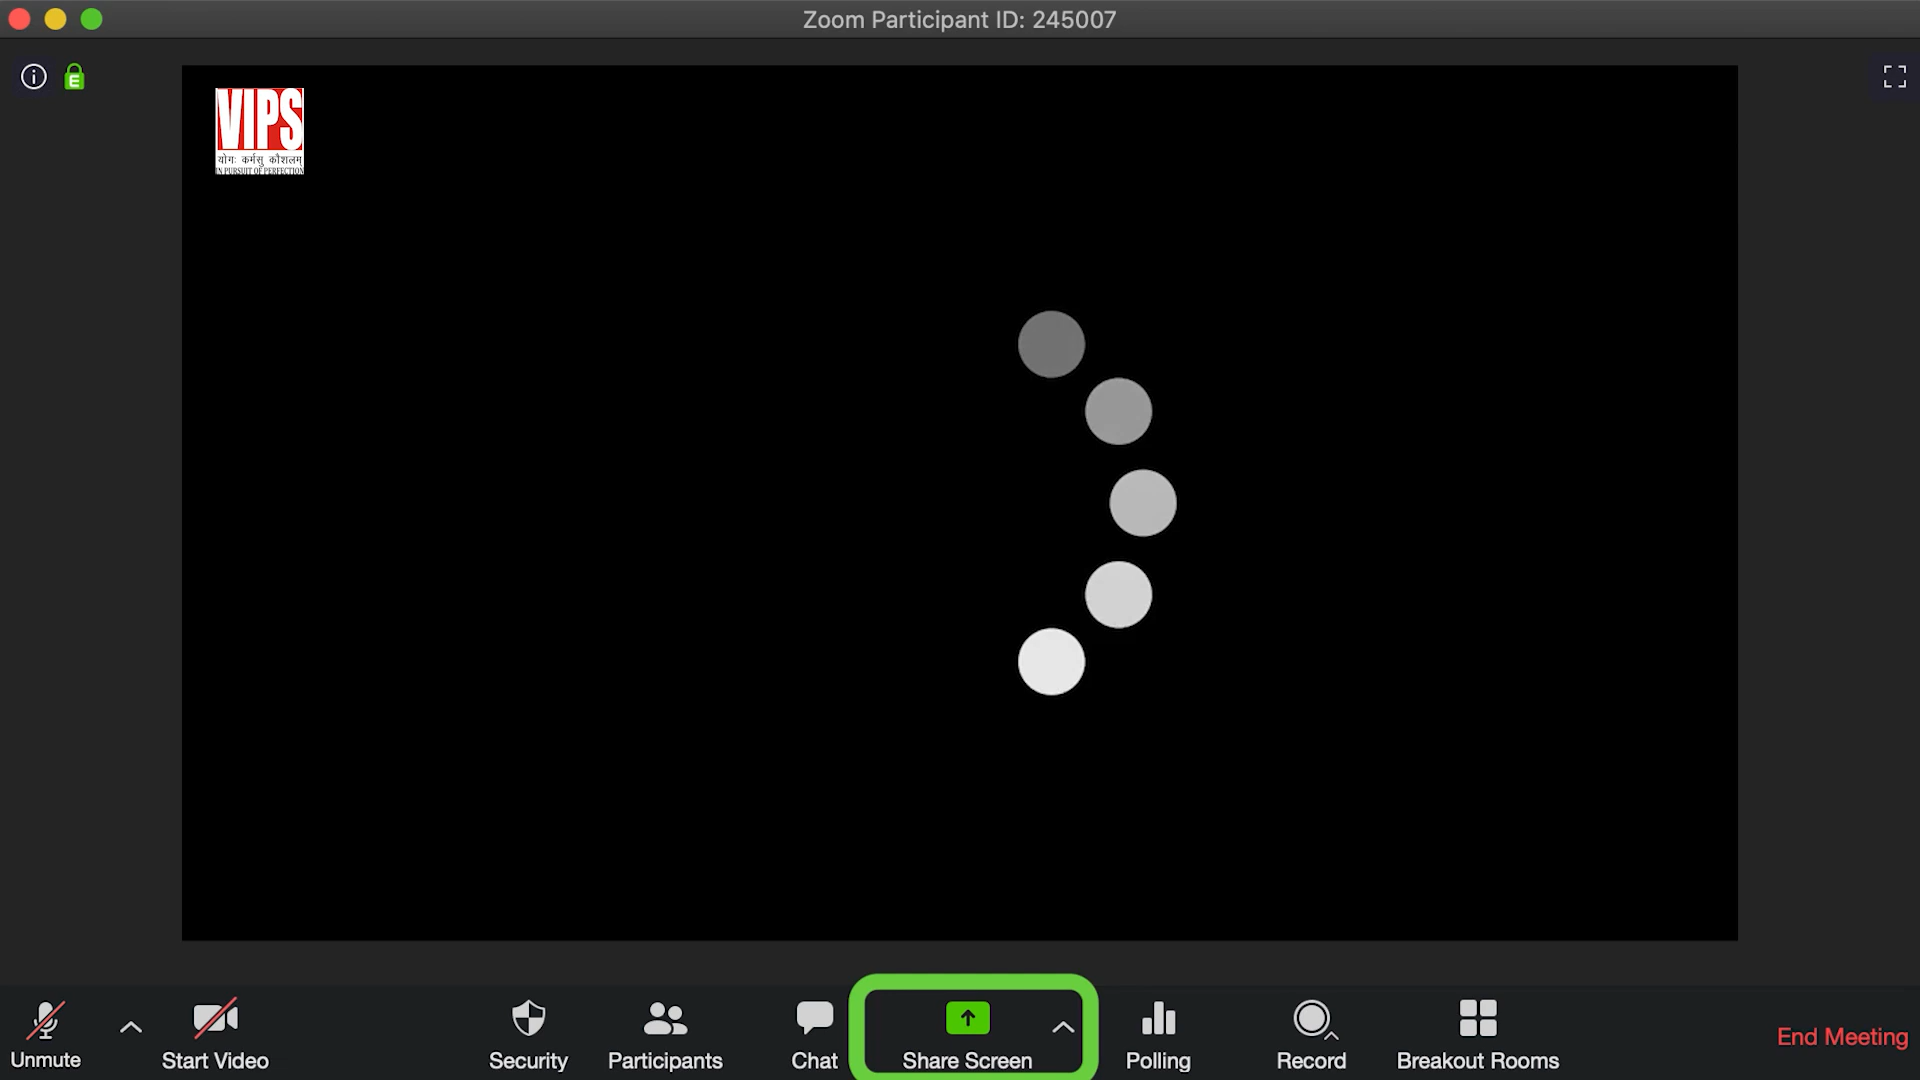 Zoom Participant ID: 245007
E
VIPS
योगः कर्मसु कौशलम्
IN PURSUIT OF PERFECTION
Unmute
Start Video
Security
Participants
Chat
Share Screen
Polling
Record
Breakout Rooms
End Meeting